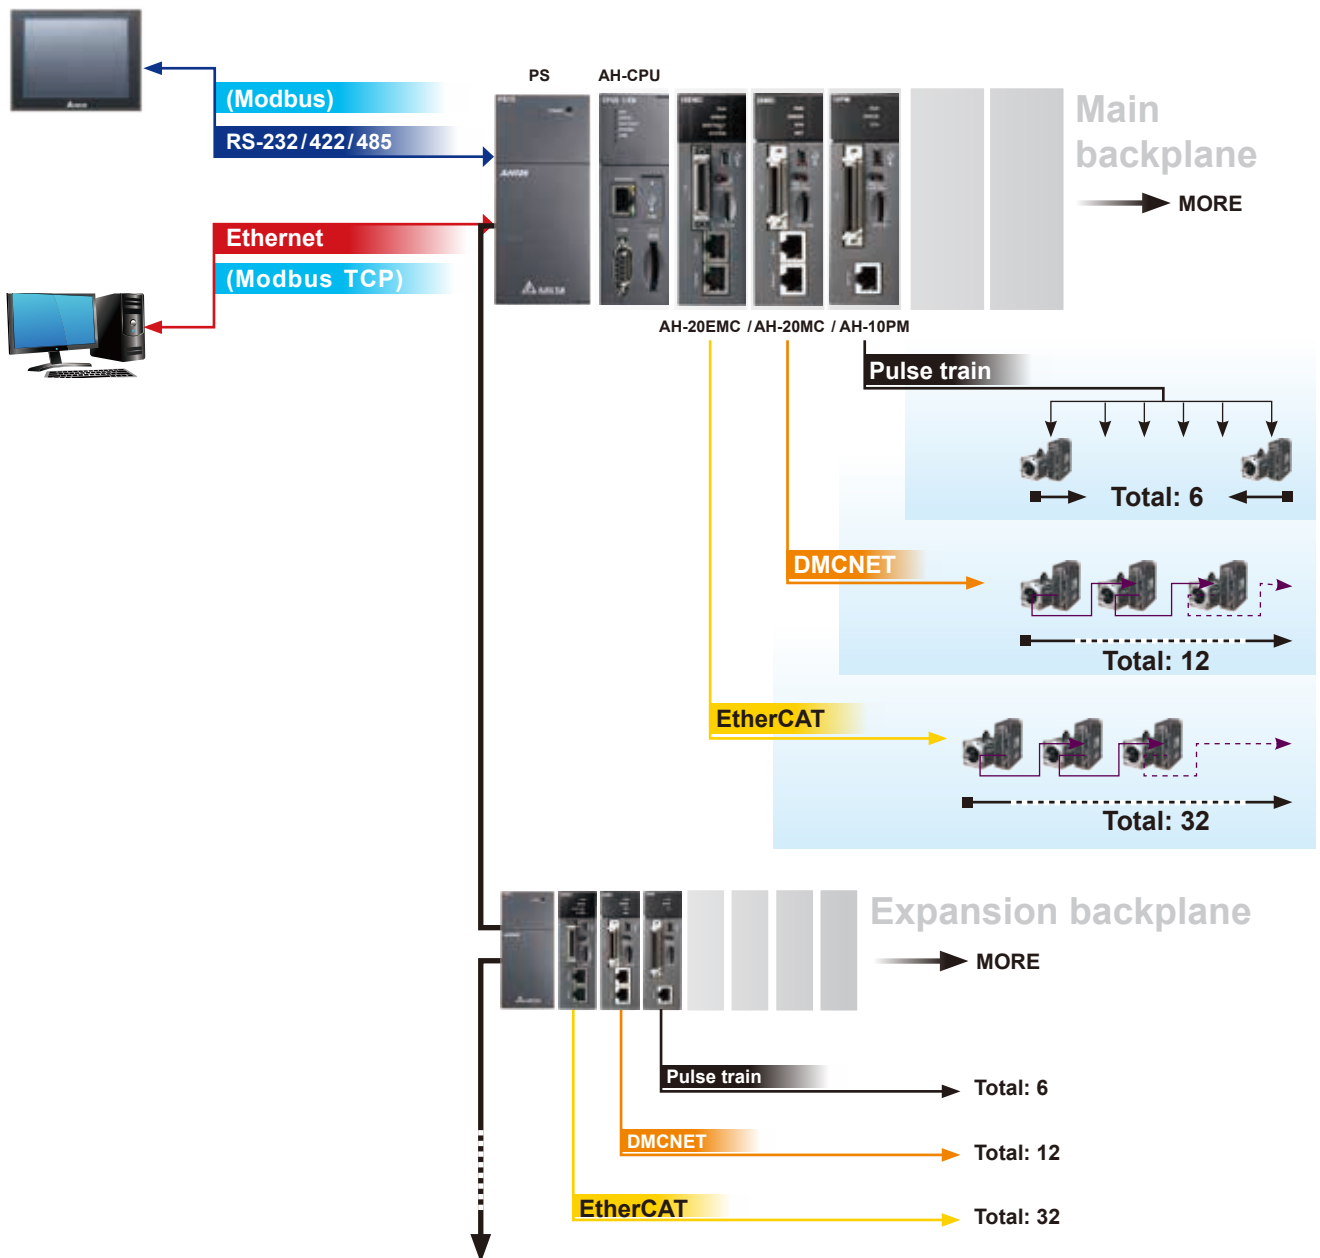 PS
AH-CPU
(Modbus)
RS-232/422/485
Main
backplane
MORE
Ethernet
(Modbus TCP)
AH-20EMC / AH-20MC / AH-10PM
Pulse train
Total: 6
DMCNET
Total: 12
EtherCAT
Total: 32
Expansion backplane
MORE
Pulse train
Total: 6
DMCNET
Total: 12
EtherCAT
Total: 32